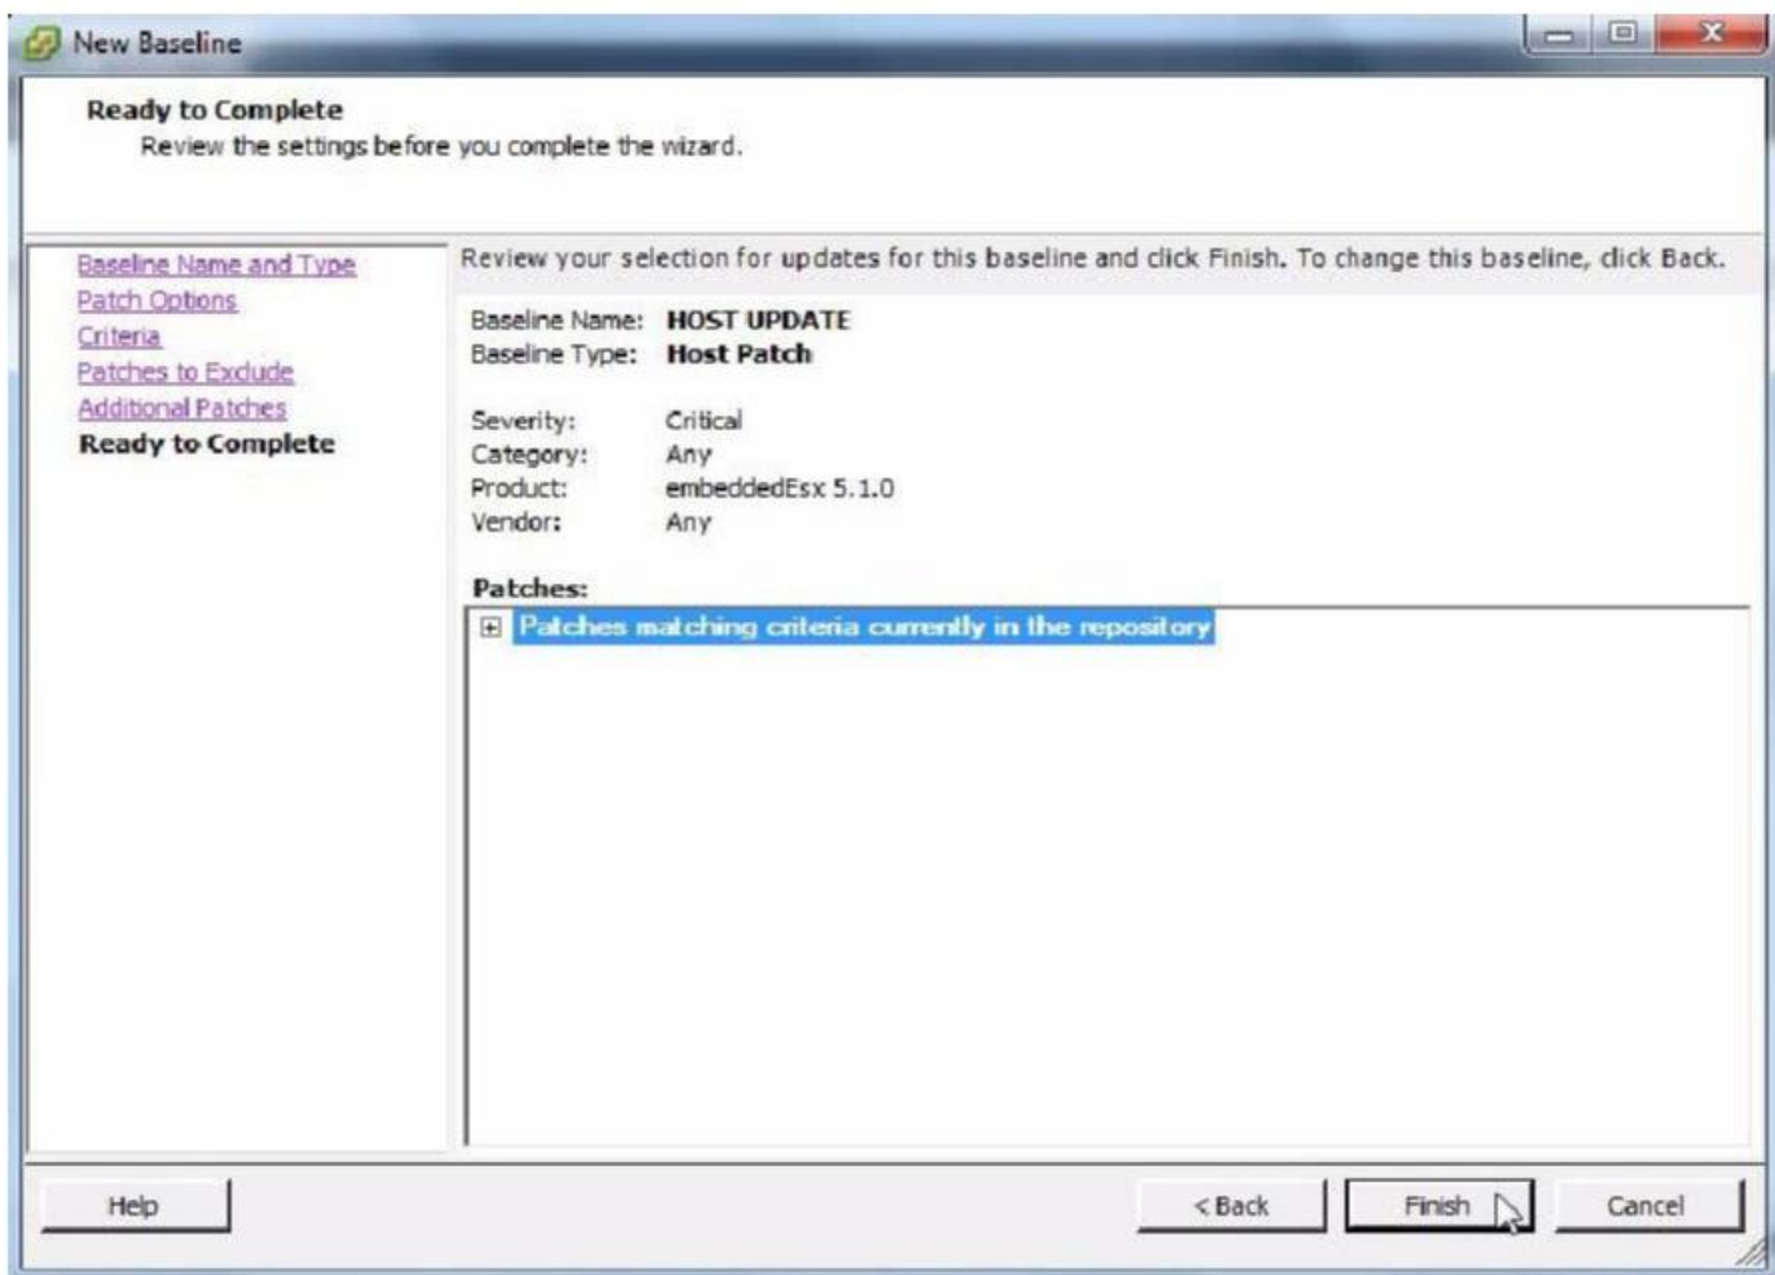 New Baseline
Ready to Complete
Review the settings before you complete the wizard.
Baseline Name and Type
Patch Options
Criteria
Patches to Exclude
Additional Patches
Ready to Complete
Review your selection for updates for this baseline and click Finish. To change this baseline, click Back.
Baseline Name: HOST UPDATE
Baseline Type: Host Patch
Severity: Critical
Category: Any
Product: embeddedEsx 5.1.0
Vendor: Any
Patches:
Patches matching criteria currently in the repository
Help
< Back
Finish
Cancel